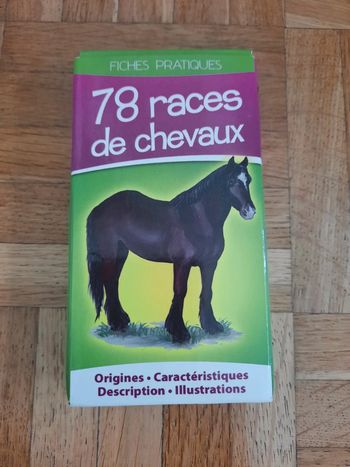 FICHES PRATIQUES
78 races
de chevaux
Origines • Caractéristiques
Description • Illustrations